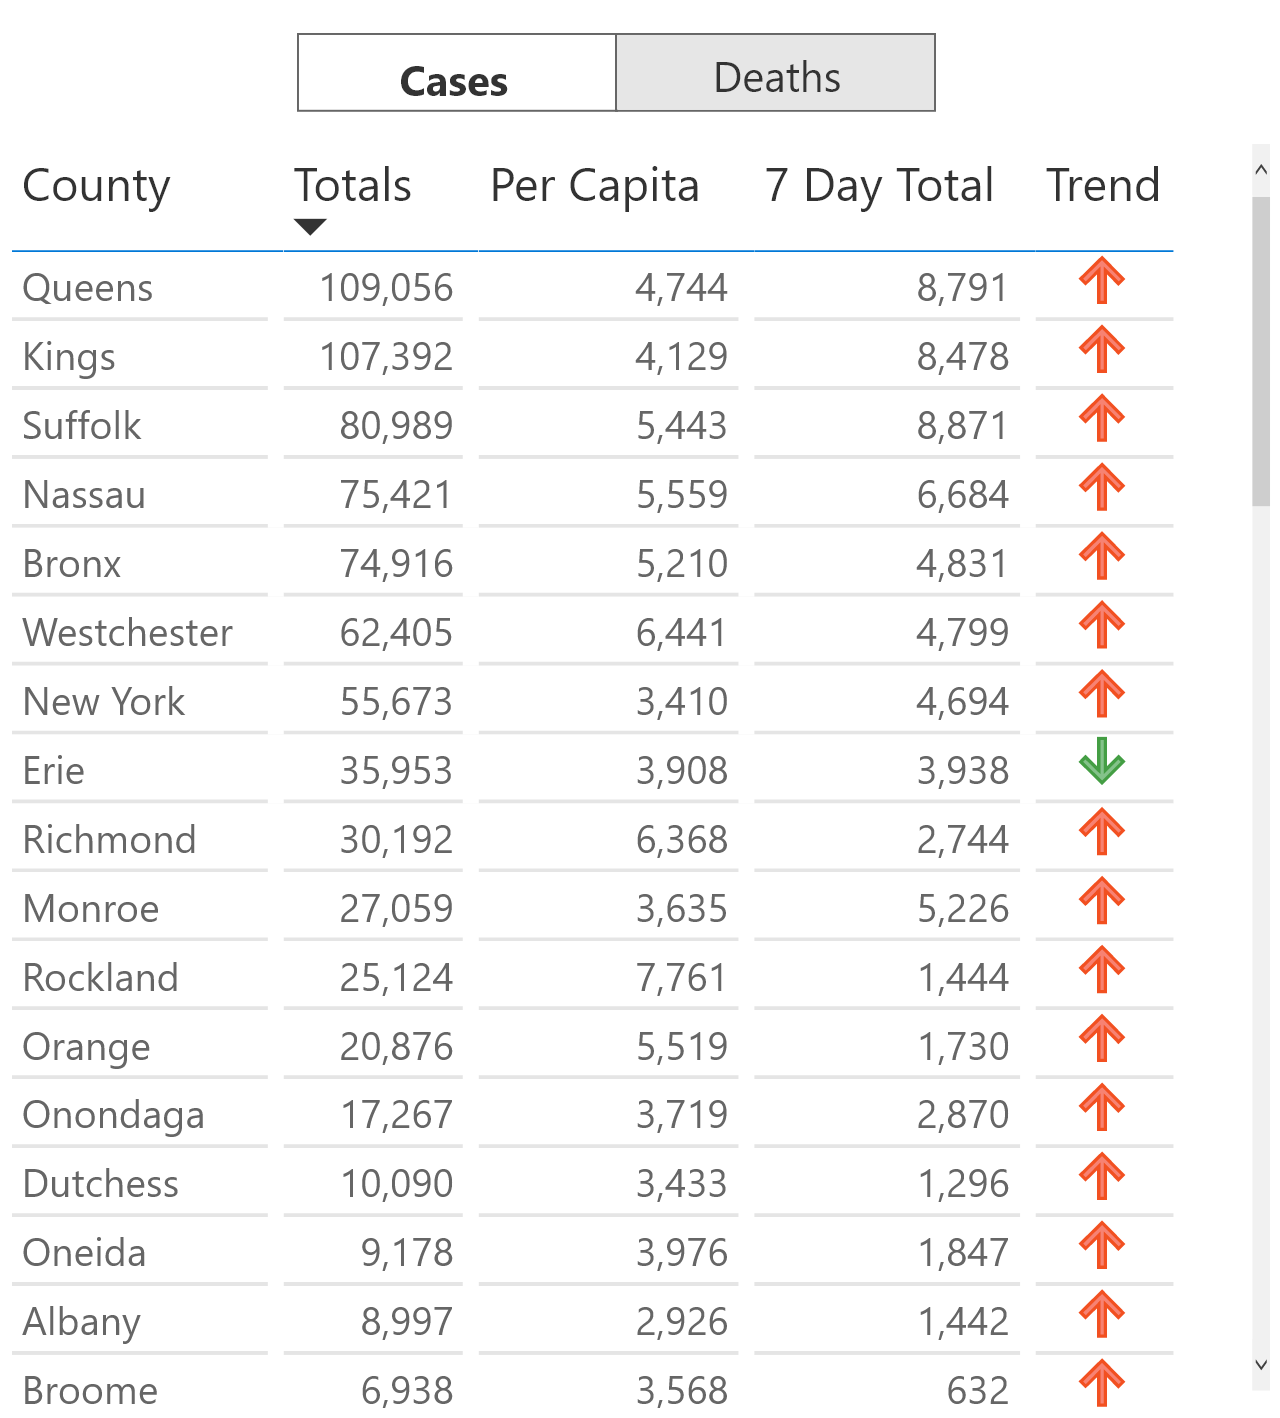 Cases Deaths
County Totals Per Capita 7 Day Total Trend
Queens 109,056 4,744 8,791
Kings 107,392 4,129 8,478
Suffolk 80,989 5,443 8,871
Nassau 75,421 5,559 6,684
Bronx 74,916 5,210 4,831
Westchester 62,405 6,441 4,799
New York 55,673 3,410 4,694
Erie 35,953 3,908 3,938
Richmond 30,192 6,368 2,744
Monroe 27,059 3,635 5,226
Rockland 25,124 7,761 1,444
Orange 20,876 5,519 1,730
Onondaga 17,267 3,719 2,870
Dutchess 10,090 3,433 1,296
Oneida 9,178 3,976 1,847
Albany 8,997 2,926 1,442
Broome 6,938 3,568 632